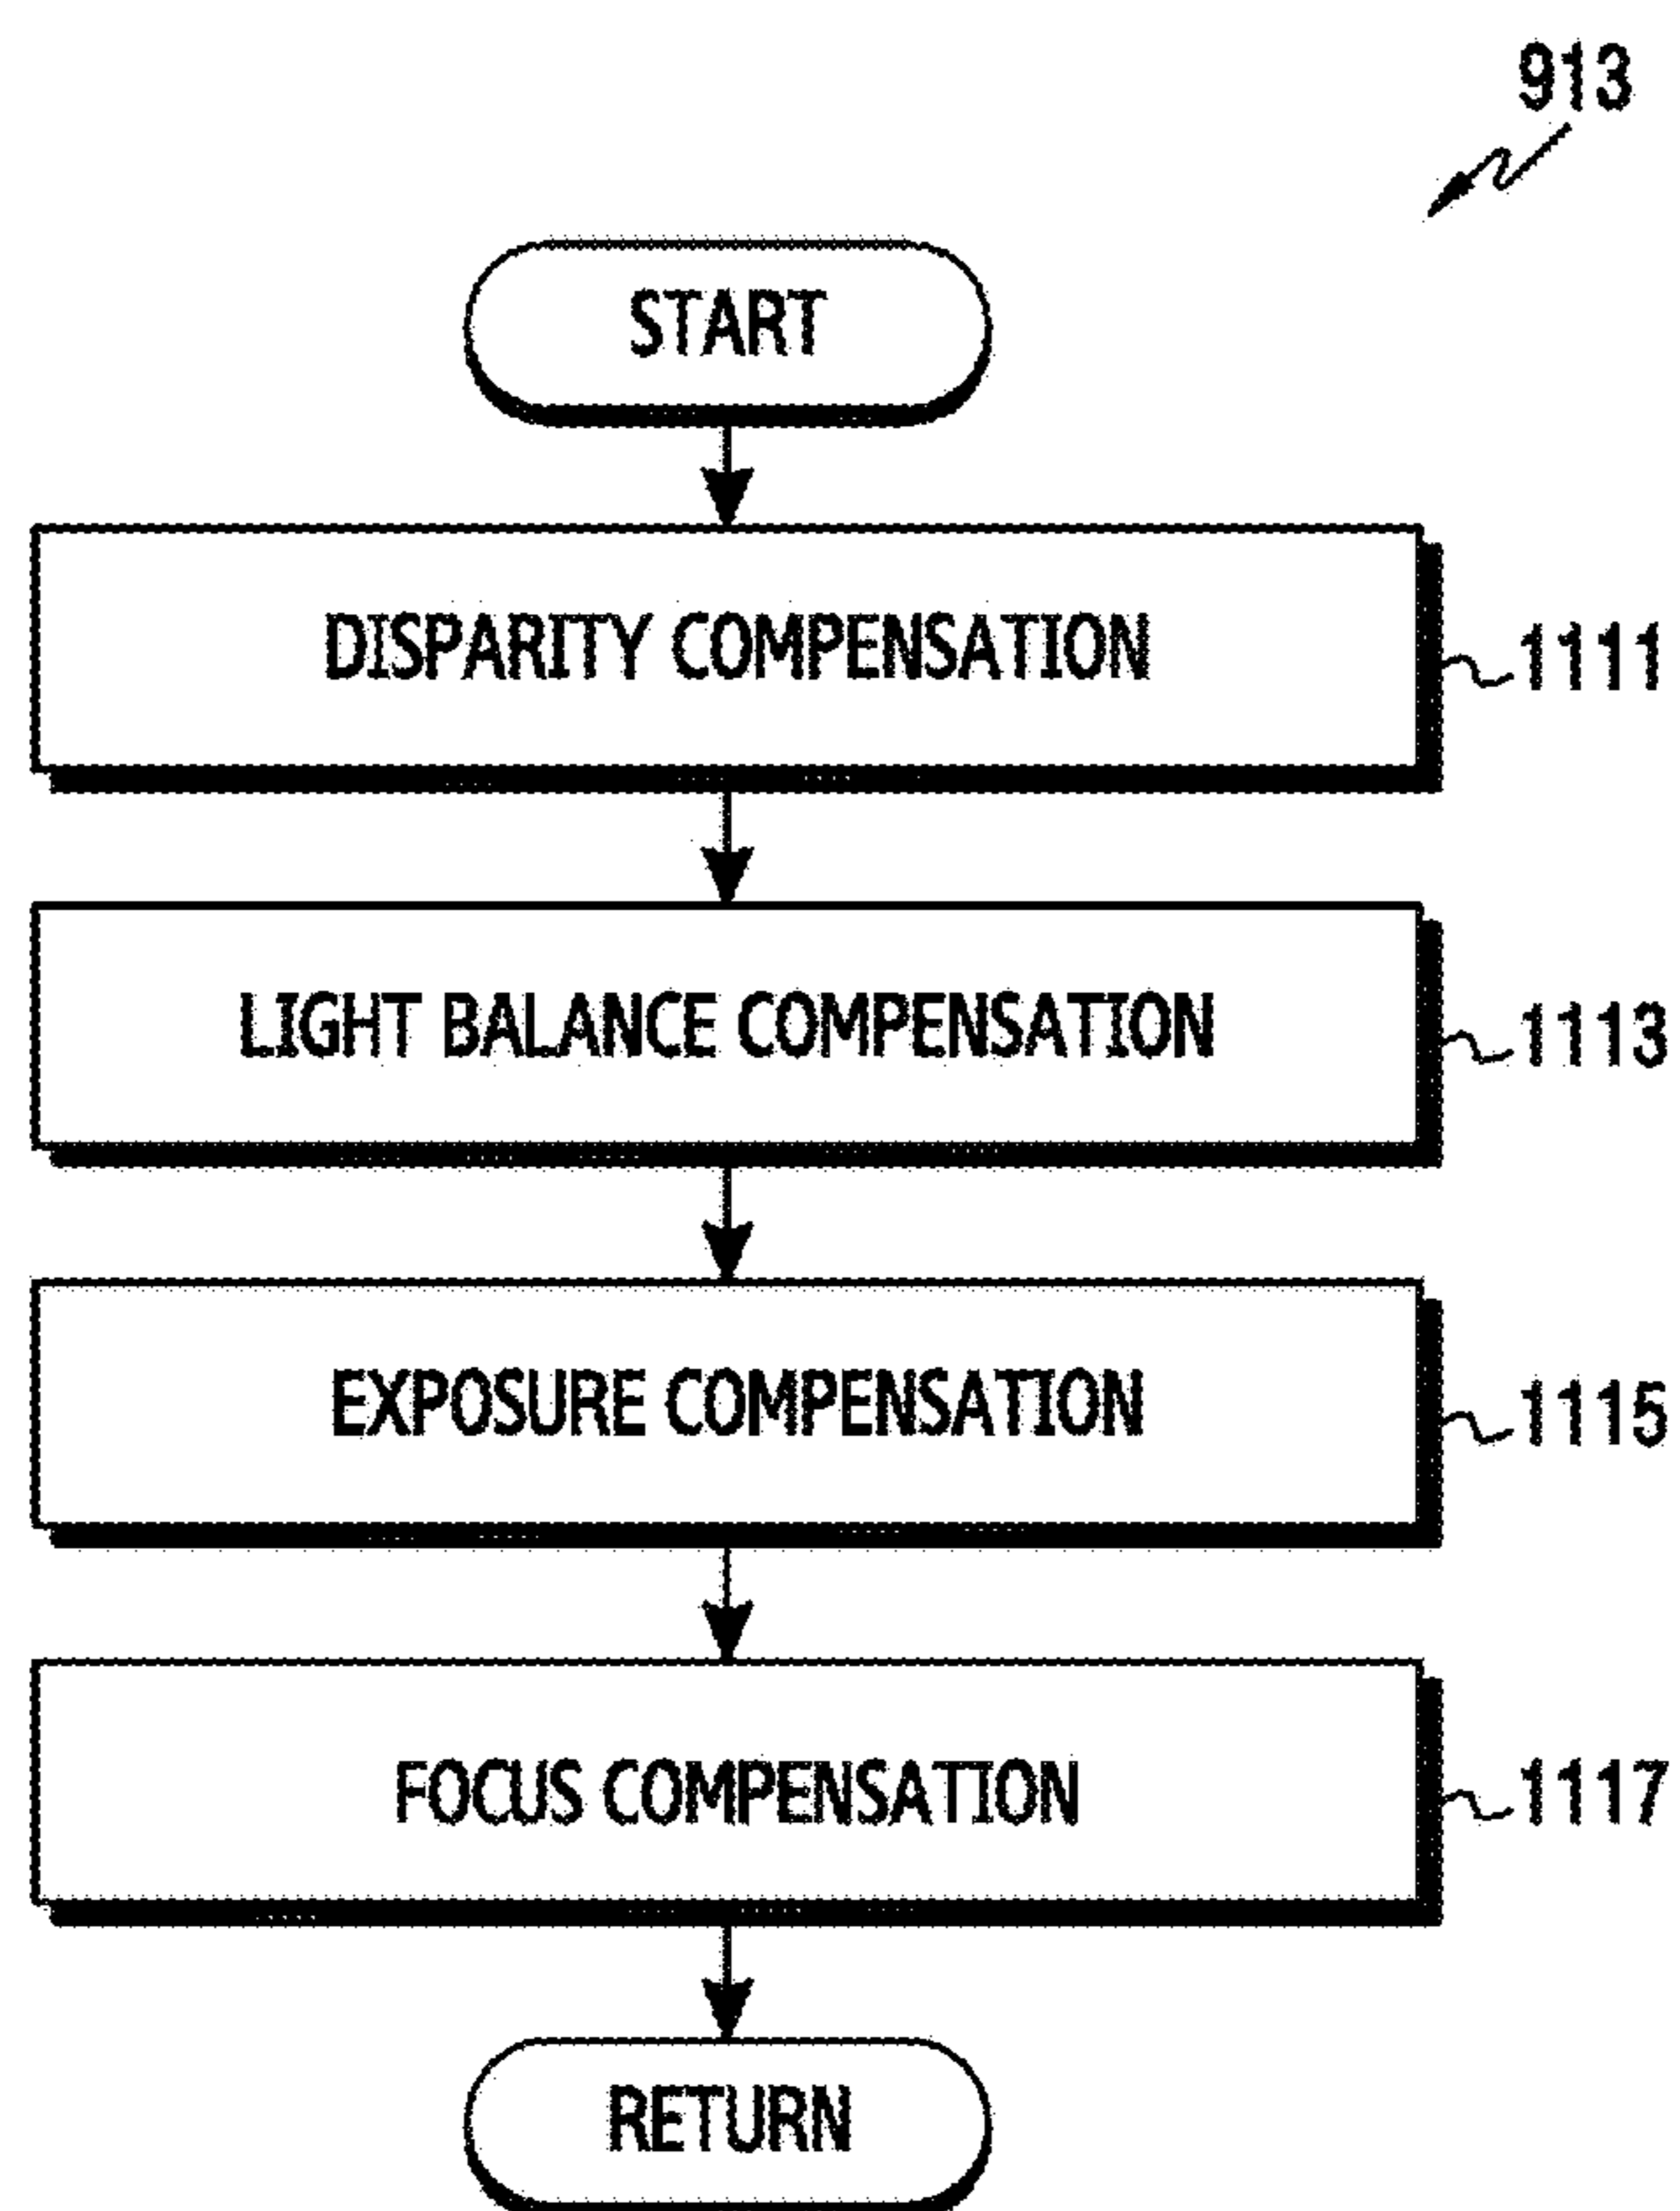 913
START
DISPARITY COMPENSATION
1111
LIGHT BALANCE COMPENSATION
1113
EXPOSURE COMPENSATION
1115
FOCUS COMPENSATION
1117
RETURN